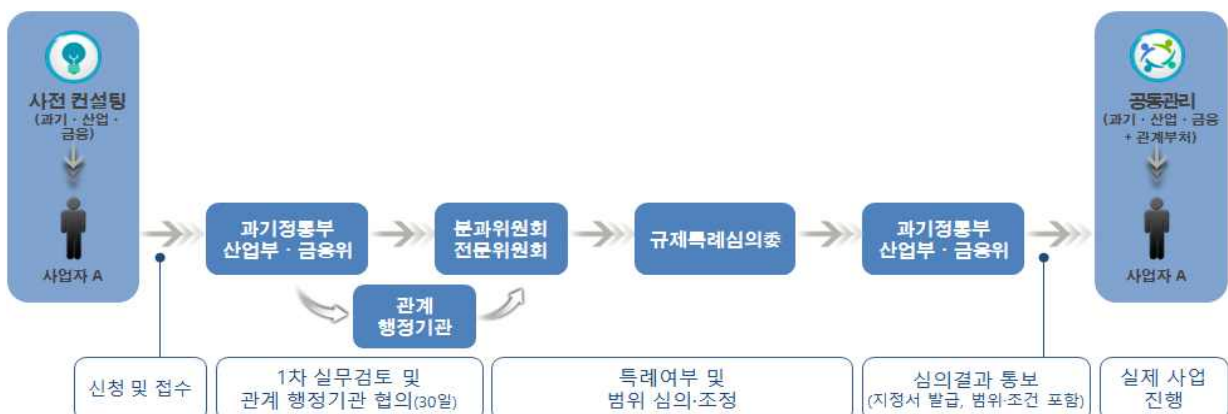 사전 컨설팅
(과기 · 산업 ·
금융)
사업자 A
과기정통부
산업부 · 금융위
관계
행정기관
분과위원회
전문위원회
규제특례심의委
과기정통부
산업부 · 금융위
공동관리
(과기 · 산업 · 금융
+ 관계부처)
사업자 A
신청 및 접수
1차 실무검토 및
관계 행정기관 협의(30일)
특례여부 및
범위 심의·조정
심의결과 통보
(지정서 발급, 범위·조건 포함)
실제 사업
진행